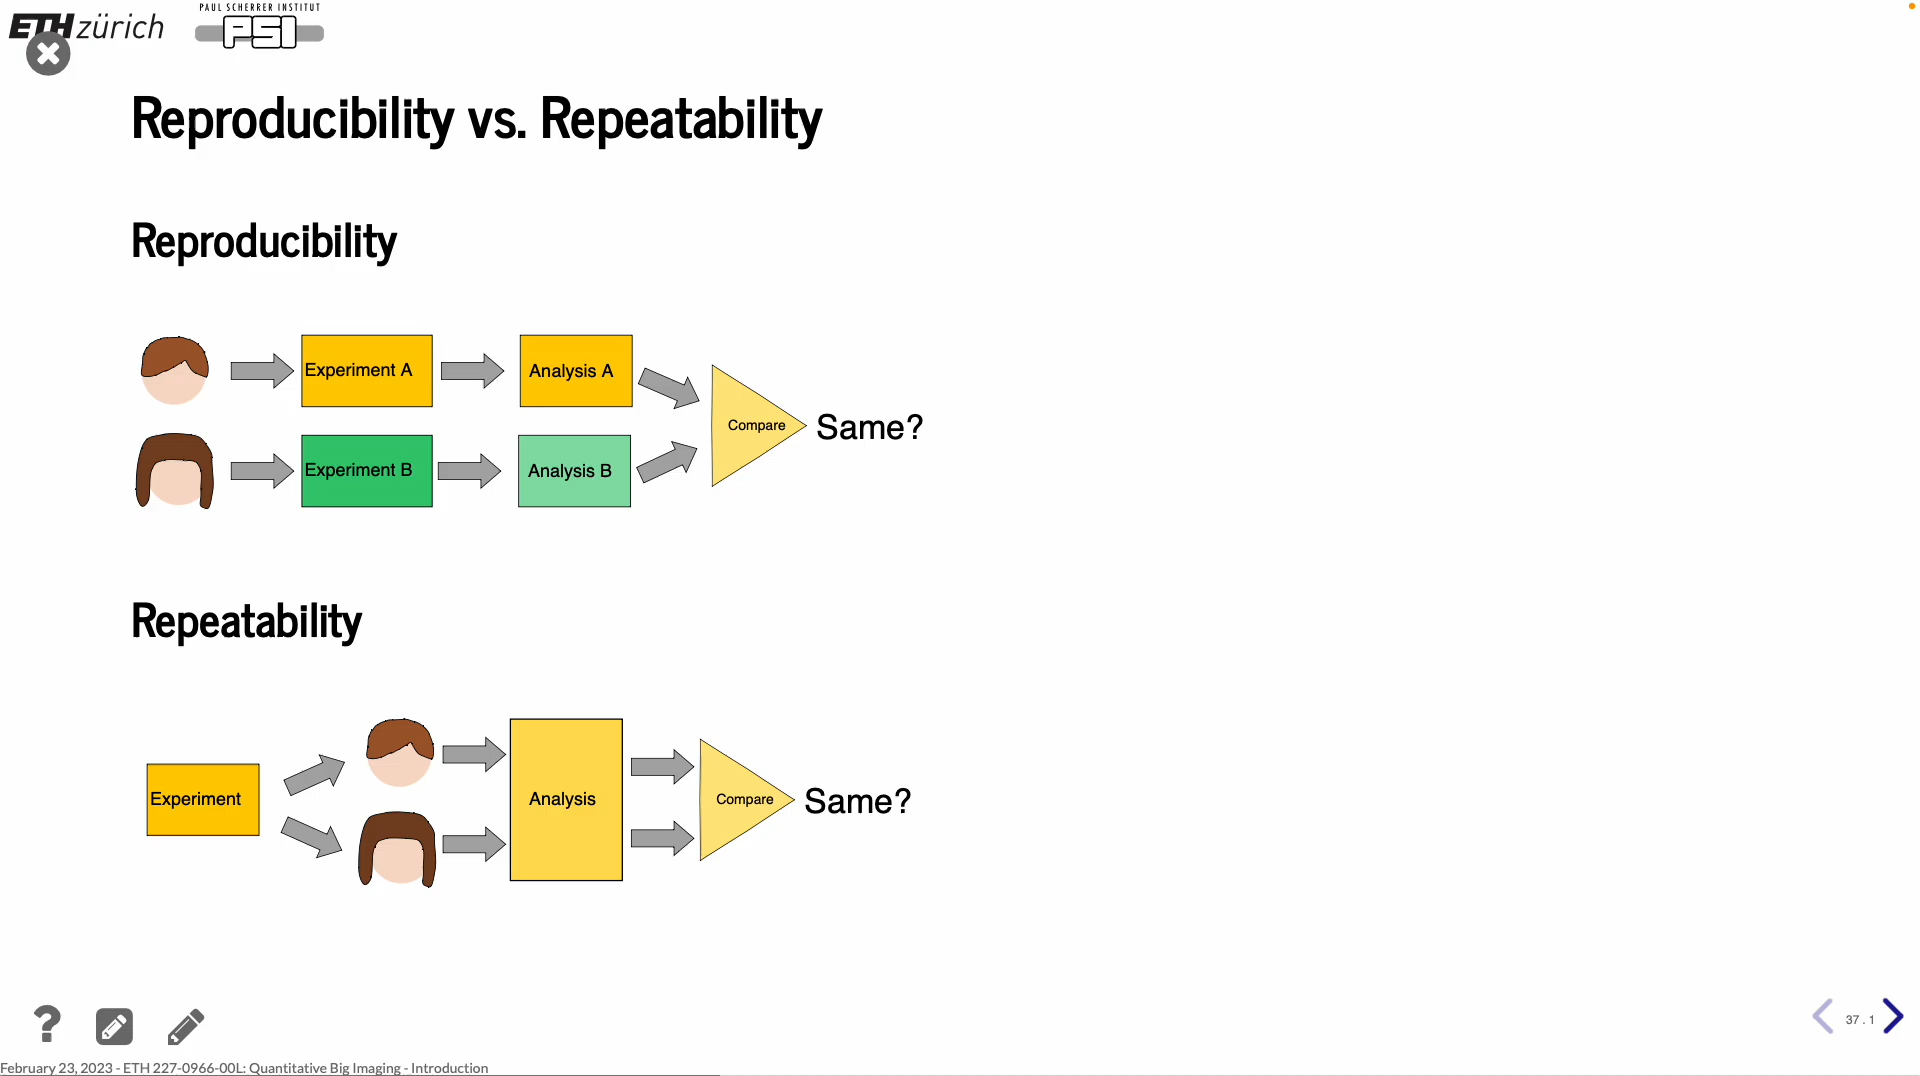 ETH zürich
PAUL SCHERRER INSTITUT
PSI
Reproducibility vs. Repeatability
Reproducibility
Experiment A
Analysis A
Experiment B
Analysis B
Compare
Same?
Repeatability
Experiment
Analysis
Compare
Same?
?
37 . 1
February 23, 2023 - ETH 227-0966-00L: Quantitative Big Imaging - Introduction